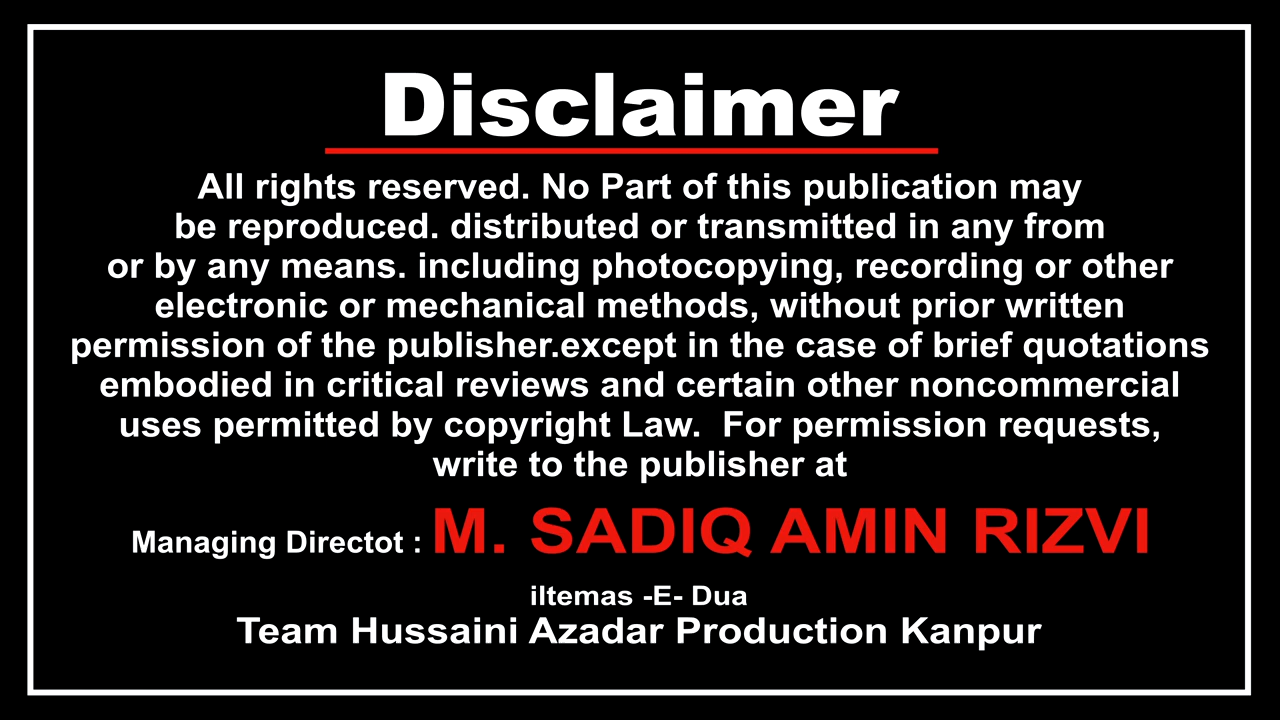 Disclaimer
All rights reserved. No Part of this publication may
be reproduced. distributed or transmitted in any from
or by any means. including photocopying, recording or other
electronic or mechanical methods, without prior written
permission of the publisher.except in the case of brief quotations
embodied in critical reviews and certain other noncommercial
uses permitted by copyright Law.  For permission requests,
write to the publisher at
Managing Directot : M. SADIQ AMIN RIZVI
iltemas -E- Dua
Team Hussaini Azadar Production Kanpur